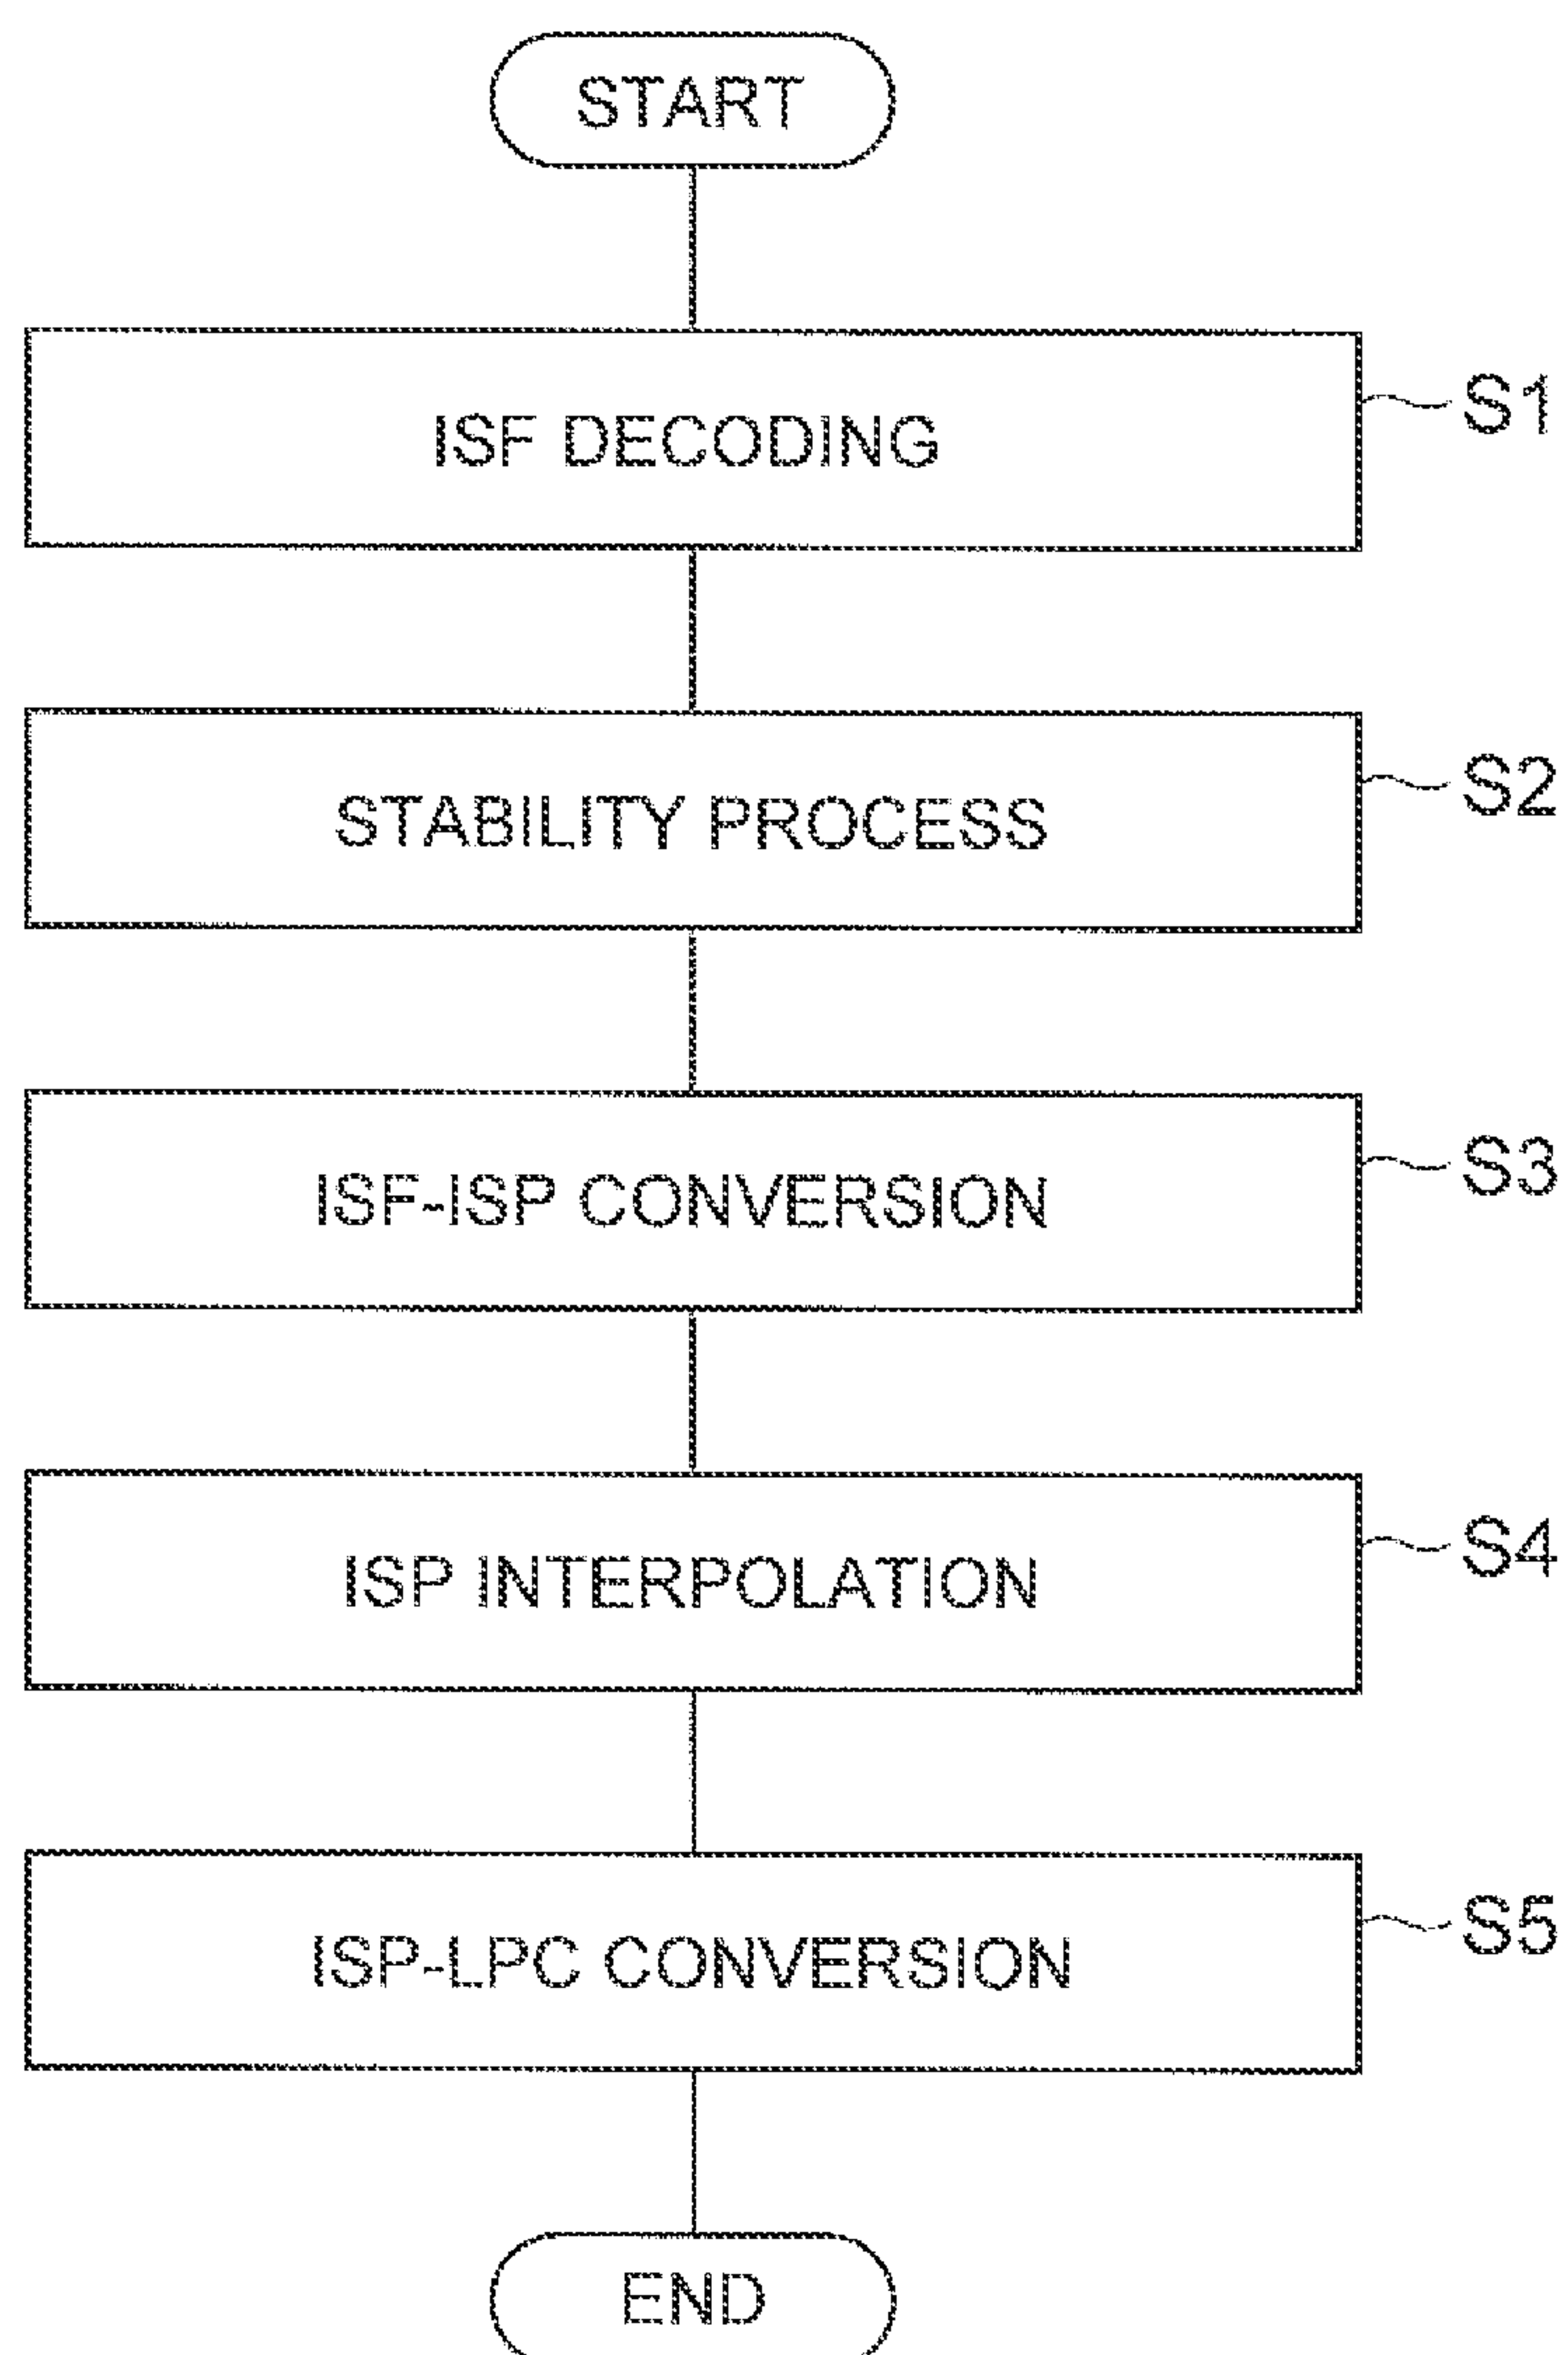 START
ISF DECODING
S1
STABILITY PROCESS
S2
ISF-ISP CONVERSION
S3
ISP INTERPOLATION
S4
ISP-LPC CONVERSION
S5
END